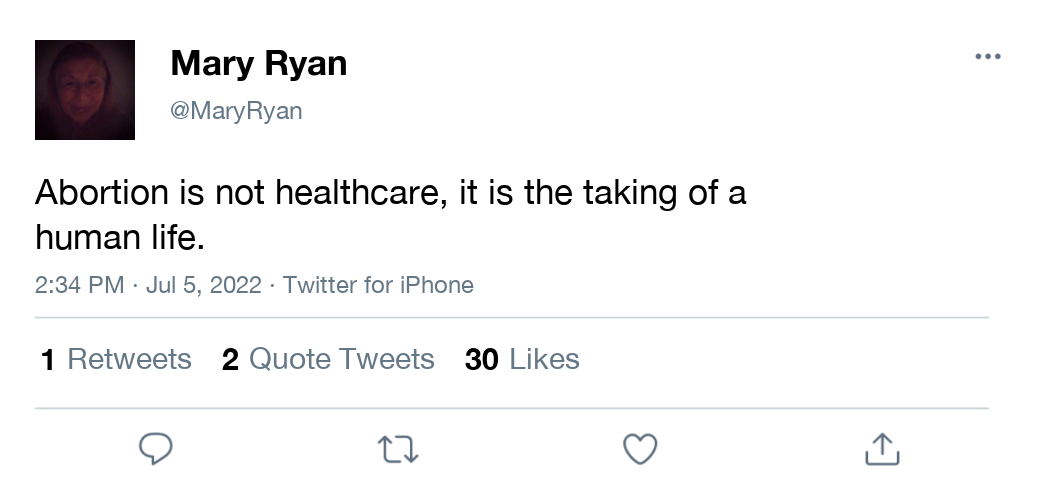 Mary Ryan
@MaryRyan
Abortion is not healthcare, it is the taking of a
human life.
2:34 PM · Jul 5, 2022 · Twitter for iPhone
1 Retweets 2 Quote Tweets 30 Likes